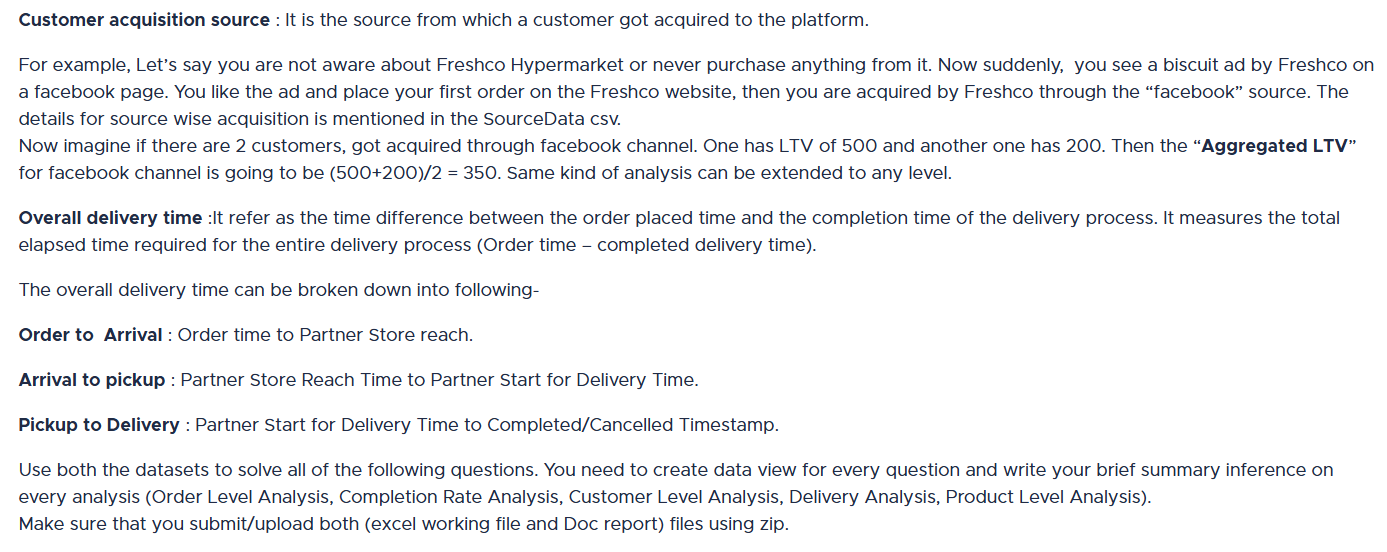 Customer acquisition source : It is the source from which a customer got acquired to the platform.
For example, Let’s say you are not aware about Freshco Hypermarket or never purchase anything from it. Now suddenly,  you see a biscuit ad by Freshco on
a facebook page. You like the ad and place your first order on the Freshco website, then you are acquired by Freshco through the “facebook” source. The
details for source wise acquisition is mentioned in the SourceData csv.
Now imagine if there are 2 customers, got acquired through facebook channel. One has LTV of 500 and another one has 200. Then the “Aggregated LTV”
for facebook channel is going to be (500+200)/2 = 350. Same kind of analysis can be extended to any level.
Overall delivery time :It refer as the time difference between the order placed time and the completion time of the delivery process. It measures the total
elapsed time required for the entire delivery process (Order time – completed delivery time).
The overall delivery time can be broken down into following-
Order to  Arrival : Order time to Partner Store reach.
Arrival to pickup : Partner Store Reach Time to Partner Start for Delivery Time.
Pickup to Delivery : Partner Start for Delivery Time to Completed/Cancelled Timestamp.
Use both the datasets to solve all of the following questions. You need to create data view for every question and write your brief summary inference on
every analysis (Order Level Analysis, Completion Rate Analysis, Customer Level Analysis, Delivery Analysis, Product Level Analysis).
Make sure that you submit/upload both (excel working file and Doc report) files using zip.